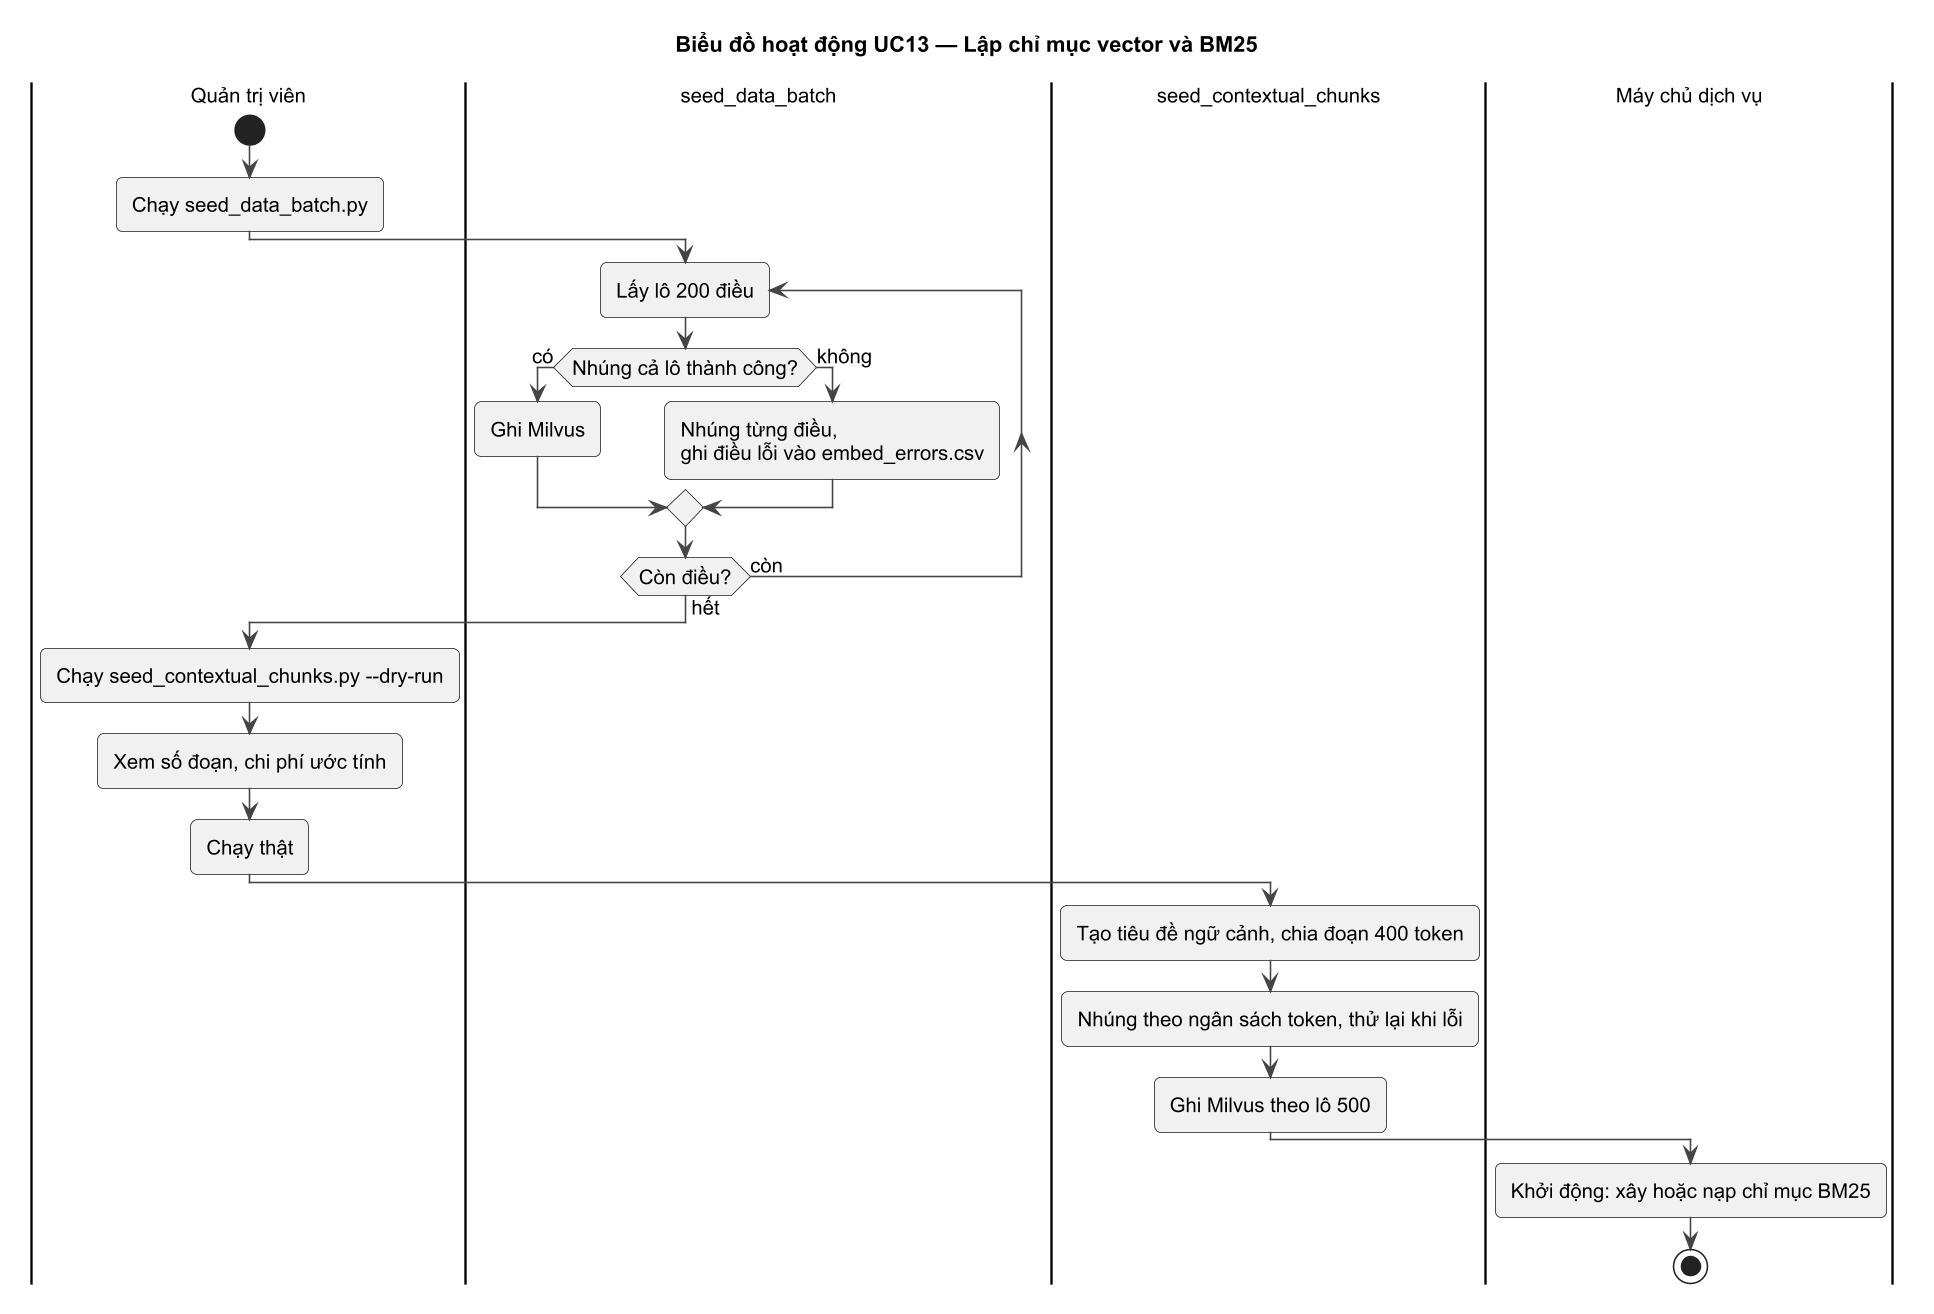 Biểu đồ hoạt động UC13 — Lập chỉ mục vector và BM25
Quản trị viên
seed_data_batch
seed_contextual_chunks
Máy chủ dịch vụ
Chạy seed_data_batch.py
Lấy lô 200 điều
có
Nhúng cả lô thành công?
không
Ghi Milvus
Nhúng từng điều,
ghi điều lỗi vào embed_errors.csv
Còn điều?
còn
hết
Chạy seed_contextual_chunks.py --dry-run
Xem số đoạn, chi phí ước tính
Chạy thật
Tạo tiêu đề ngữ cảnh, chia đoạn 400 token
Nhúng theo ngân sách token, thử lại khi lỗi
Ghi Milvus theo lô 500
Khởi động: xây hoặc nạp chỉ mục BM25